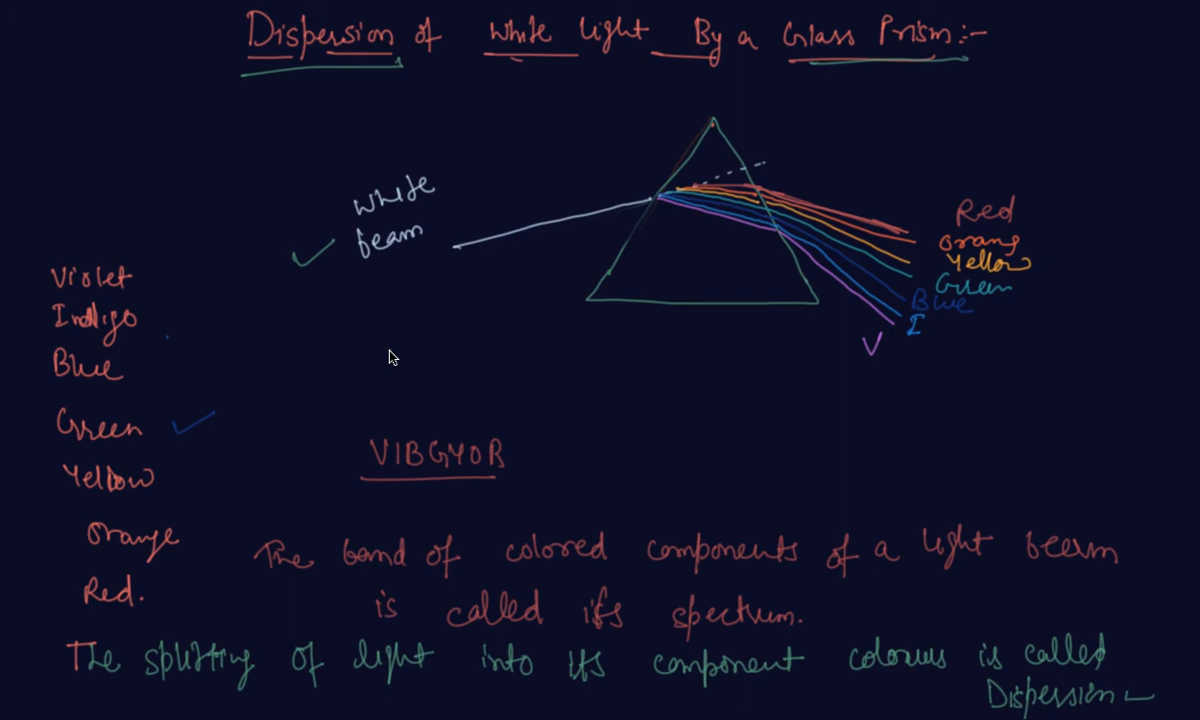 Dispersion of white light By a Glass Prism:-
White
beam
Red
Orang
Yellow
Green
Blue
I
V
Violet
Indigo
Blue
Green
Yellow
Orange
Red.
VIBGYOR
The band of colored components of a light beam
is called its spectrum.
The splitting of light into its component colours is called
Dispersion